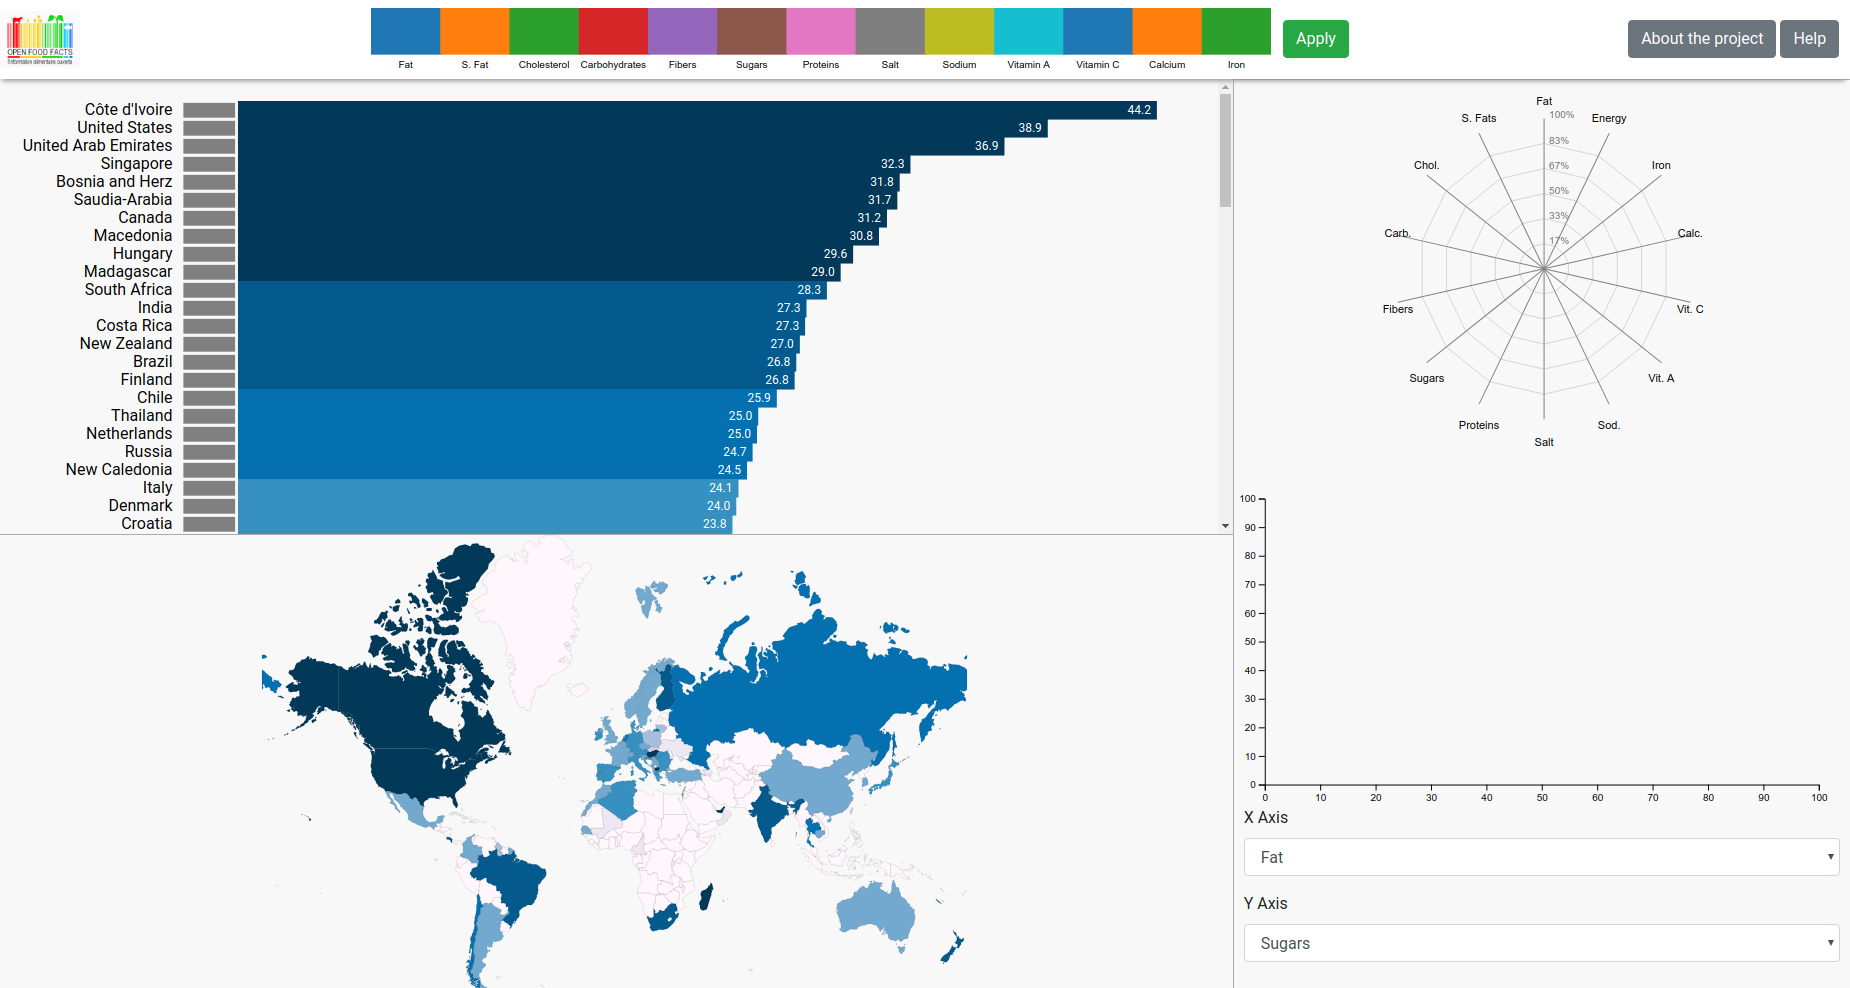 OPEN FOOD FACTS
l'information alimentaire ouverte
Fat S. Fat Cholesterol Carbohydrates Fibers Sugars Proteins Salt Sodium Vitamin A Vitamin C Calcium Iron
Apply
About the project
Help
Côte d'Ivoire 44.2
United States 38.9
United Arab Emirates 36.9
Singapore 32.3
Bosnia and Herz 31.8
Saudia-Arabia 31.7
Canada 31.2
Macedonia 30.8
Hungary 29.6
Madagascar 29.0
South Africa 28.3
India 27.3
Costa Rica 27.3
New Zealand 27.0
Brazil 26.8
Finland 26.8
Chile 25.9
Thailand 25.0
Netherlands 25.0
Russia 24.7
New Caledonia 24.5
Italy 24.1
Denmark 24.0
Croatia 23.8
Fat
100%
S. Fats
Energy
83%
Chol.
67%
Iron
50%
33%
Carb.
17%
Calc.
Fibers
Vit. C
Sugars
Vit. A
Proteins
Sod.
Salt
100
90
80
70
60
50
40
30
20
10
0
0 10 20 30 40 50 60 70 80 90 100
X Axis
Fat
Y Axis
Sugars